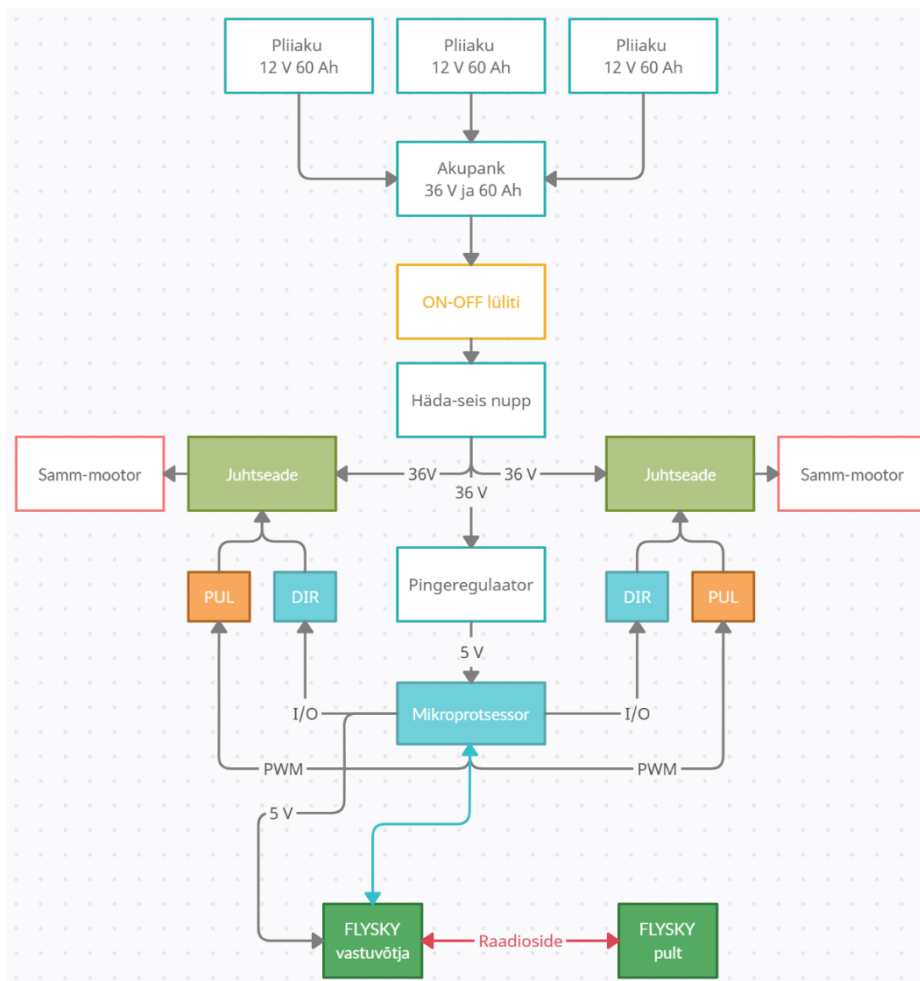 Pliiaku
12 V 60 Ah
Pliiaku
12 V 60 Ah
Pliiaku
12 V 60 Ah
Akupank
36 V ja 60 Ah
ON-OFF lüliti
Häda-seis nupp
Samm-mootor
Juhtseade
36V
36 V
36 V
Juhtseade
Samm-mootor
PUL
DIR
Pingeregulaator
DIR
PUL
5 V
I/O
Mikroprotsessor
I/O
PWM
PWM
5 V
FLYSKY
vastuvõtja
Raadioside
FLYSKY
pult